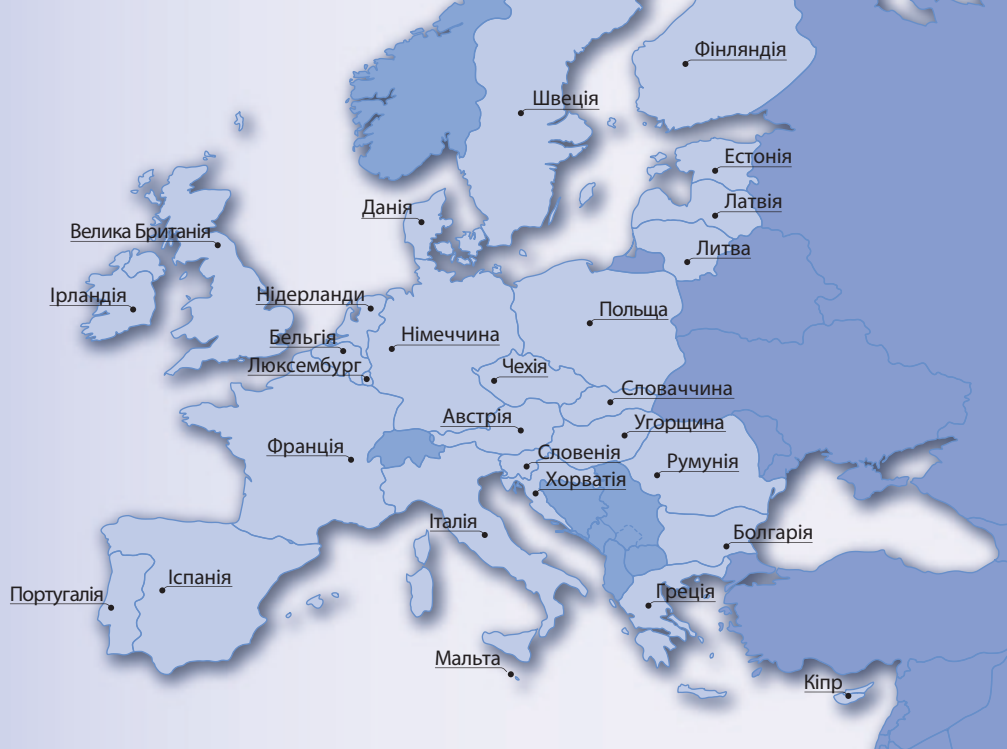 Фінляндія
Швеція
Естонія
Латвія
Данія
Велика Британія
Литва
Ірландія
Нідерланди
Польща
Німеччина
Бельгія
Люксембург
Чехія
Словаччина
Австрія
Угорщина
Франція
Словенія
Румунія
Хорватія
Італія
Болгарія
Іспанія
Португалія
Греція
Мальта
Кіпр